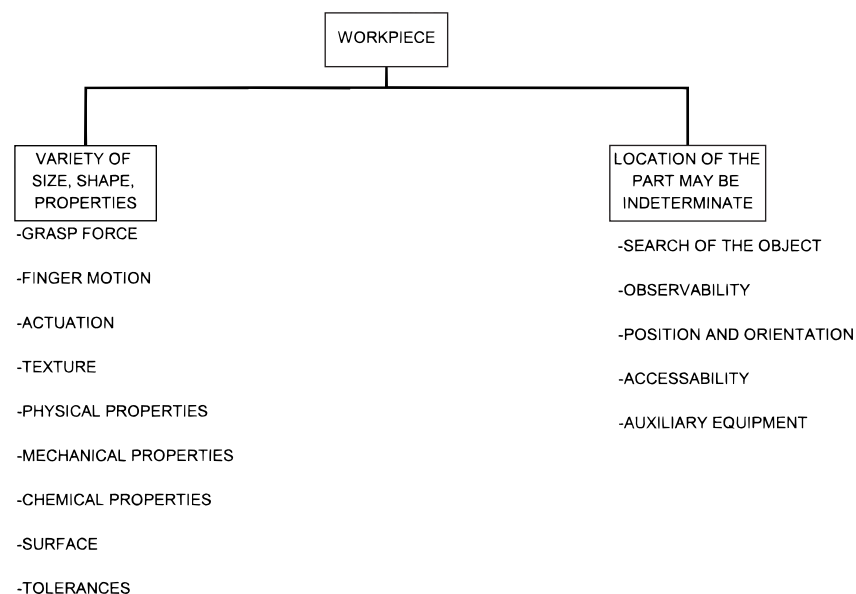 WORKPIECE
VARIETY OF
SIZE, SHAPE,
PROPERTIES
-GRASP FORCE
-FINGER MOTION
-ACTUATION
-TEXTURE
-PHYSICAL PROPERTIES
-MECHANICAL PROPERTIES
-CHEMICAL PROPERTIES
-SURFACE
-TOLERANCES
LOCATION OF THE
PART MAY BE
INDETERMINATE
-SEARCH OF THE OBJECT
-OBSERVABILITY
-POSITION AND ORIENTATION
-ACCESSABILITY
-AUXILIARY EQUIPMENT